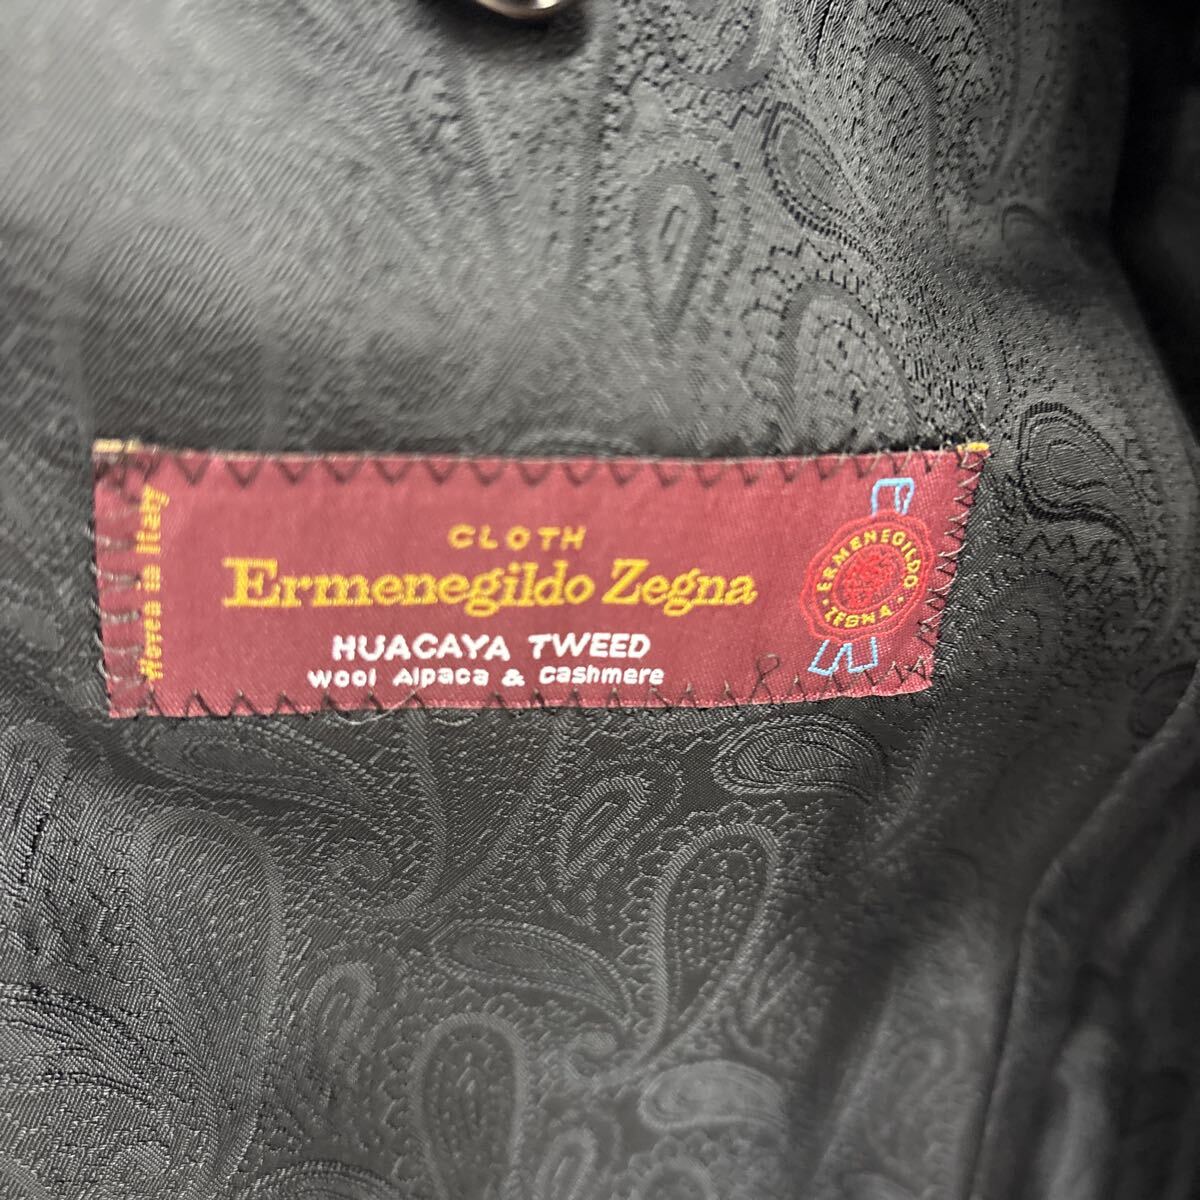 Woven in Italy
CLOTH
Ermenegildo Zegna
HUACAYA TWEED
Wool Alpaca & Cashmere
ERMENEGILDO
ZEGNA